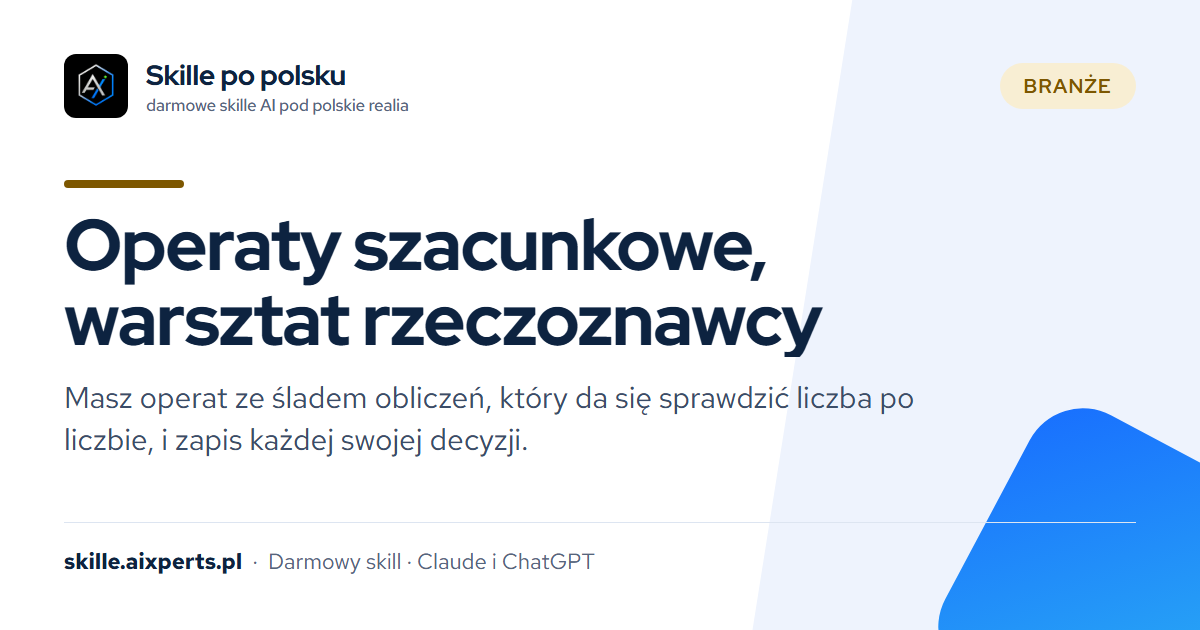 Skille po polsku
darmowe skille AI pod polskie realia
BRANŻE
Operaty szacunkowe,
warsztat rzeczoznawcy
Masz operat ze śladem obliczeń, który da się sprawdzić liczba po
liczbie, i zapis każdej swojej decyzji.
skille.aixperts.pl · Darmowy skill · Claude i ChatGPT